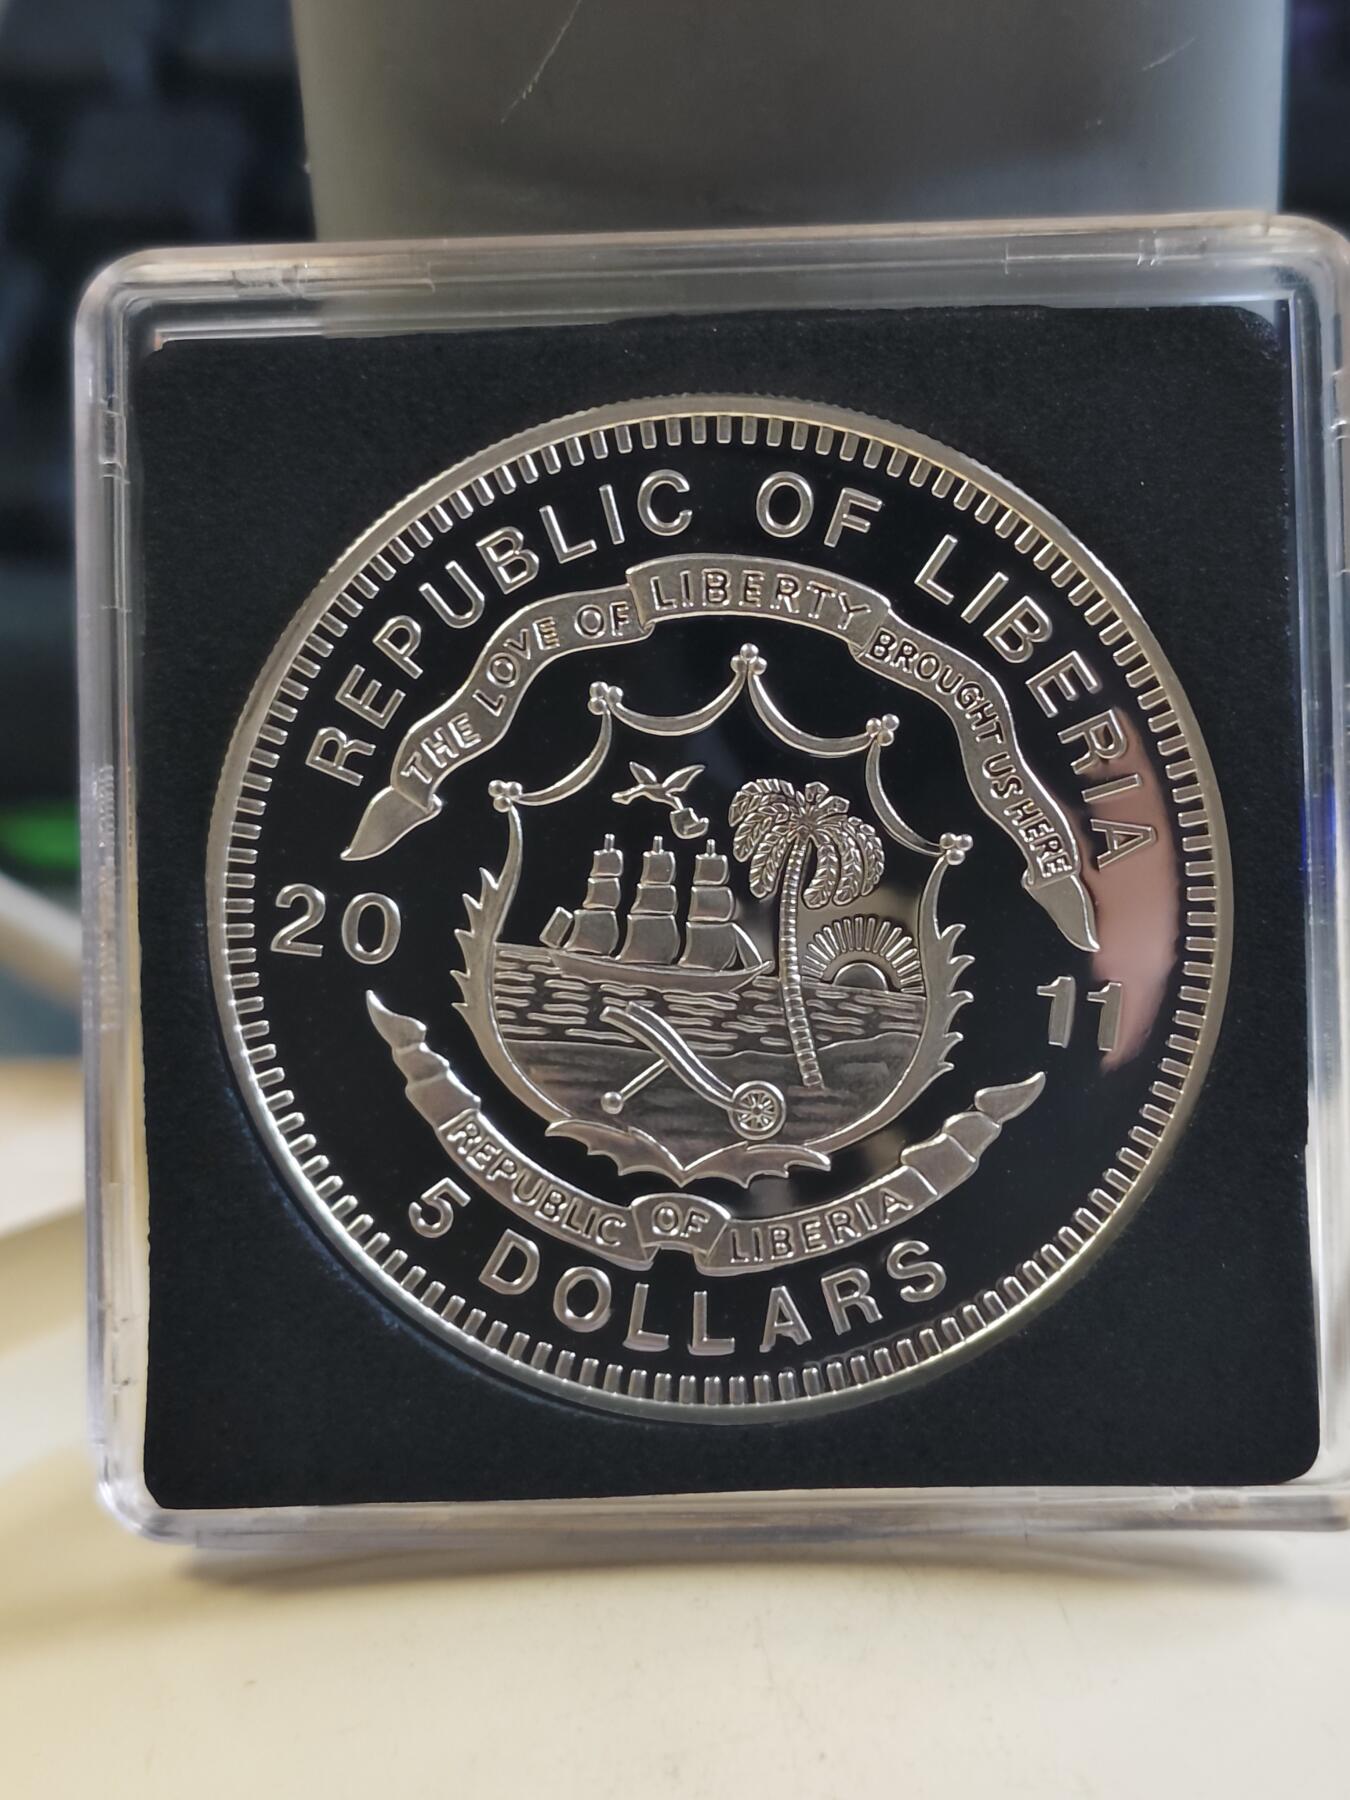 REPUBLIC OF LIBERIA
THE LOVE OF LIBERTY BROUGHT US HERE
20 11
REPUBLIC OF LIBERIA
5 DOLLARS